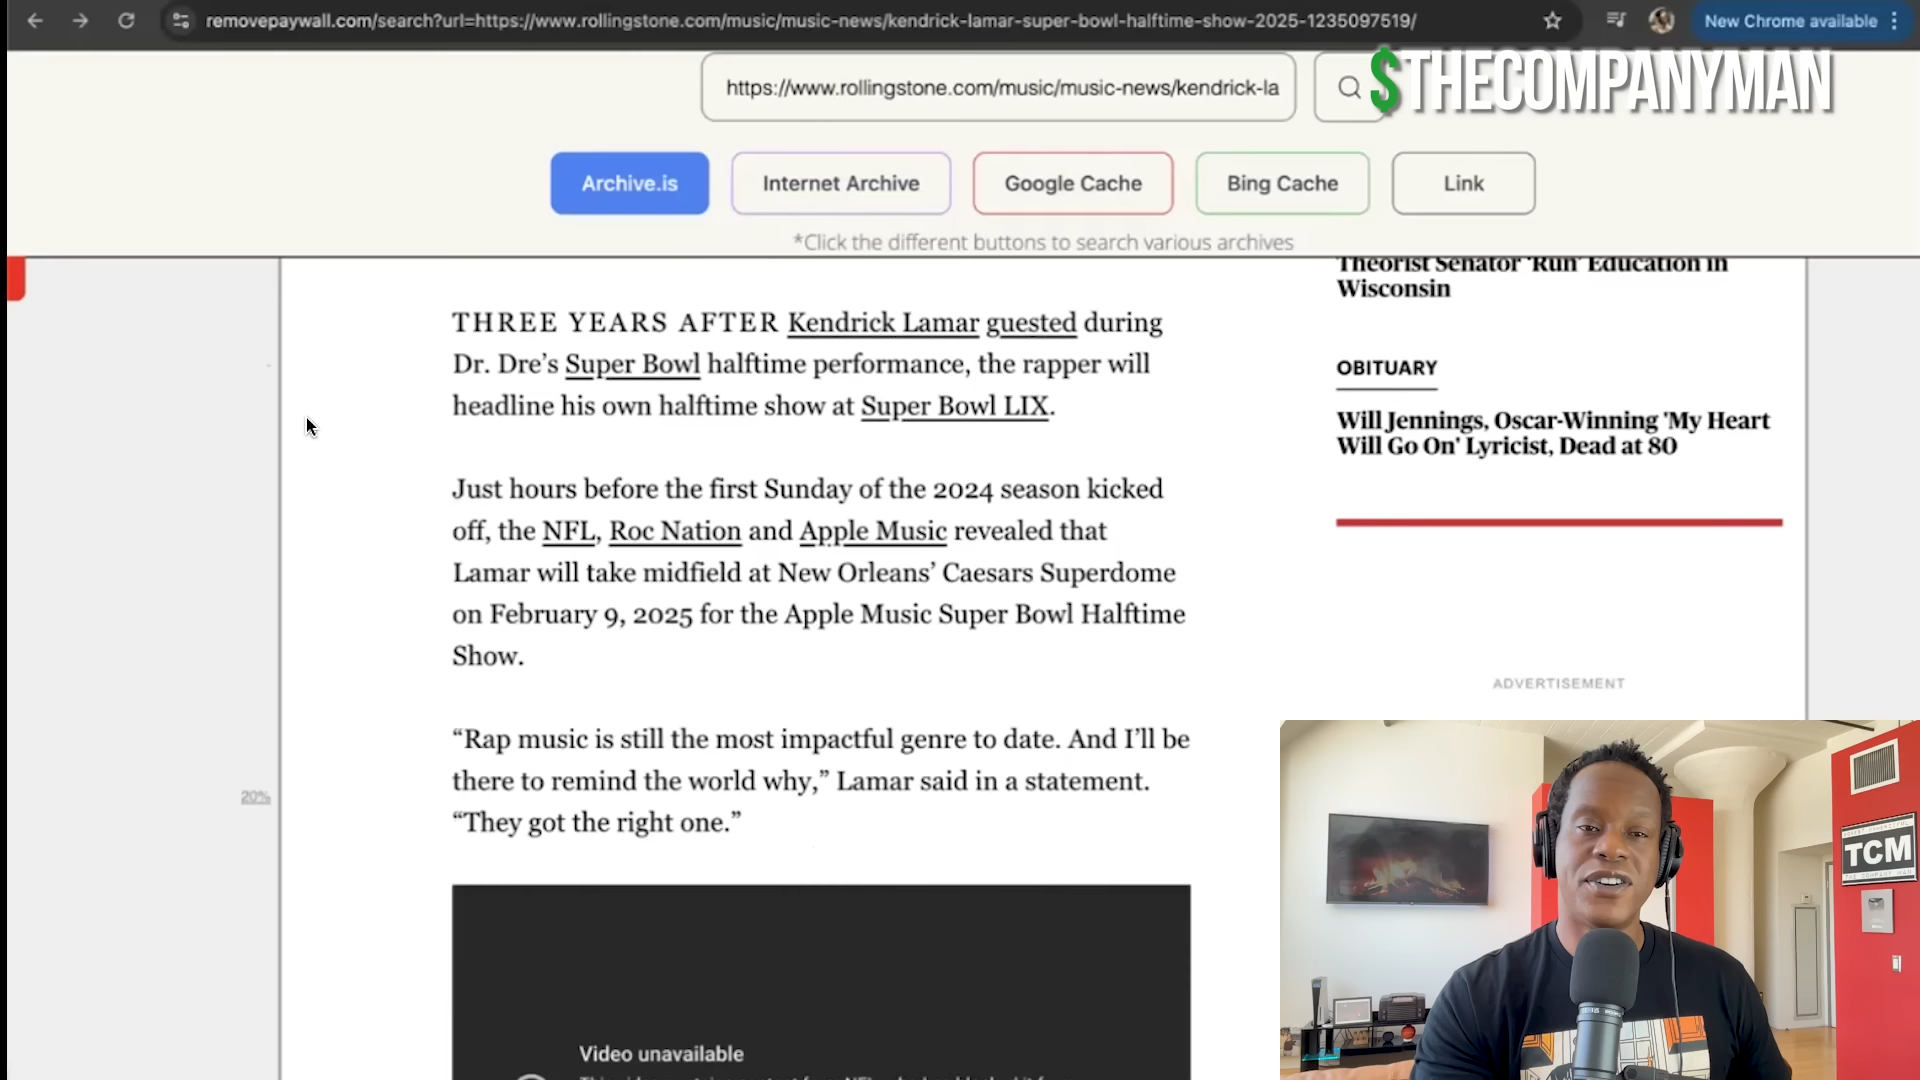 removepaywall.com/search?url=https://www.rollingstone.com/music/music-news/kendrick-lamar-super-bowl-halftime-show-2025-1235097519/
New Chrome available
https://www.rollingstone.com/music/music-news/kendrick-la
$THECOMPANYMAN
Archive.is
Internet Archive
Google Cache
Bing Cache
Link
*Click the different buttons to search various archives
THREE YEARS AFTER Kendrick Lamar guested during
Dr. Dre’s Super Bowl halftime performance, the rapper will
headline his own halftime show at Super Bowl LIX.
Just hours before the first Sunday of the 2024 season kicked
off, the NFL, Roc Nation and Apple Music revealed that
Lamar will take midfield at New Orleans’ Caesars Superdome
on February 9, 2025 for the Apple Music Super Bowl Halftime
Show.
“Rap music is still the most impactful genre to date. And I’ll be
there to remind the world why,” Lamar said in a statement.
“They got the right one.”
20%
Video unavailable
Theorist Senator ‘Run’ Education in
Wisconsin
OBITUARY
Will Jennings, Oscar-Winning 'My Heart
Will Go On' Lyricist, Dead at 80
ADVERTISEMENT
TCM
THE COMPANY MAN